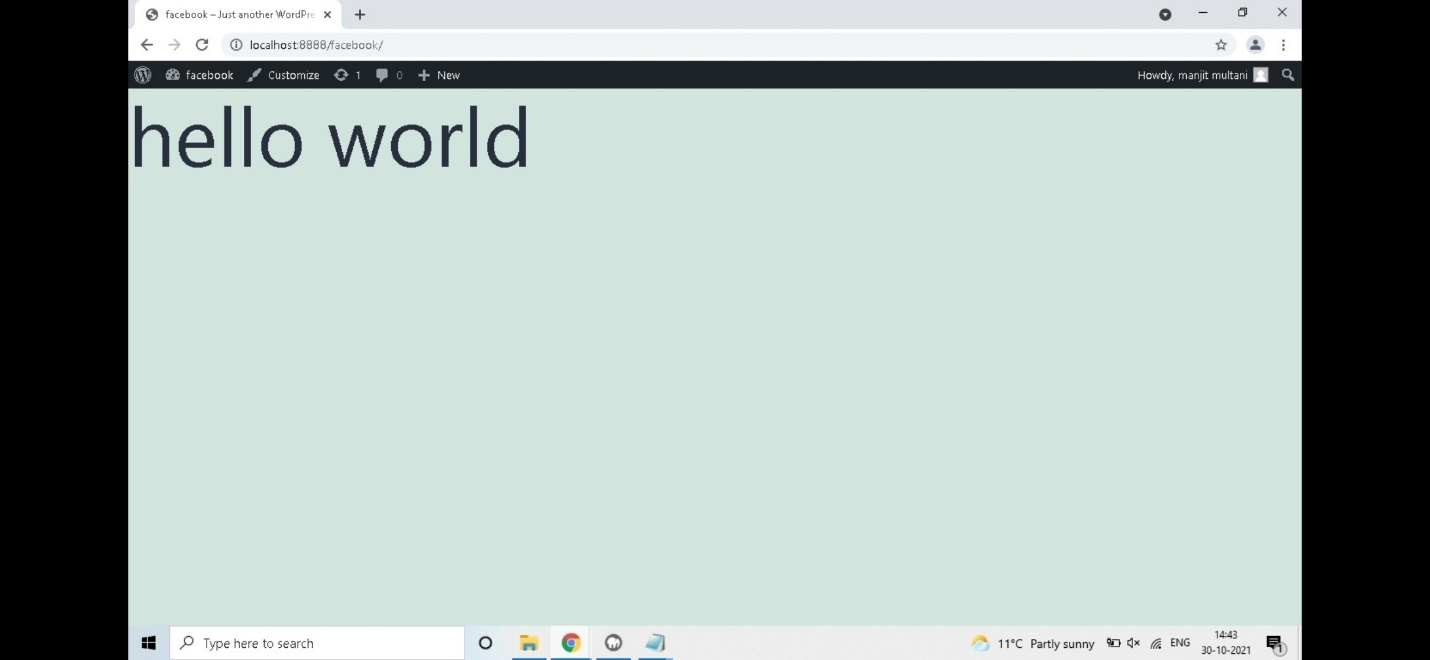 facebook – Just another WordPre
localhost:8888/facebook/
facebook Customize 1 0 New Howdy, manjit multani
hello world
Type here to search 11°C Partly sunny ENG 14:43
30-10-2021
1